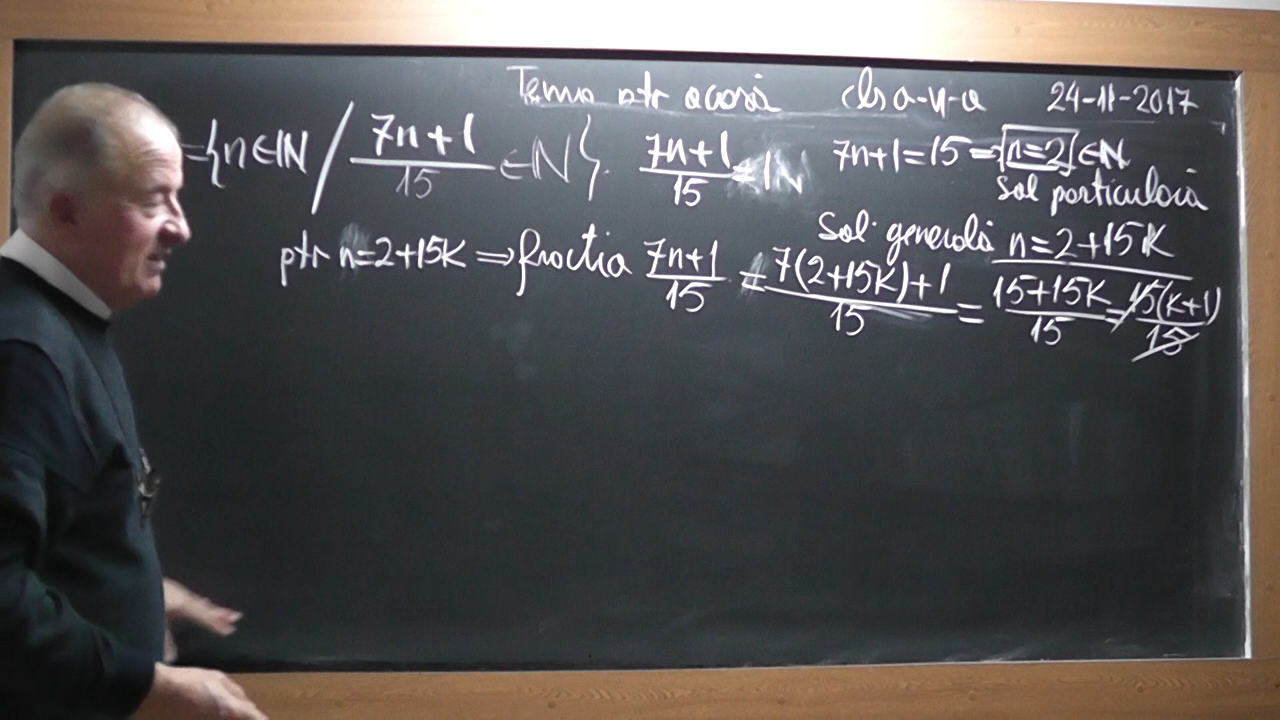 Tema ptr acasă cls a-V-a 24-11-2017
={n∈ℕ / (7n+1)/15 ∈ ℕ}. (7n+1)/15 ∈ ℕ 7n+1=15 ⇒ n=2 ∈ℕ
Sol particulară
Sol. generală n=2+15K
ptr n=2+15K ⇒ fracția (7n+1)/15 = (7(2+15K)+1)/15 = (15+15K)/15 = 15(K+1)/15